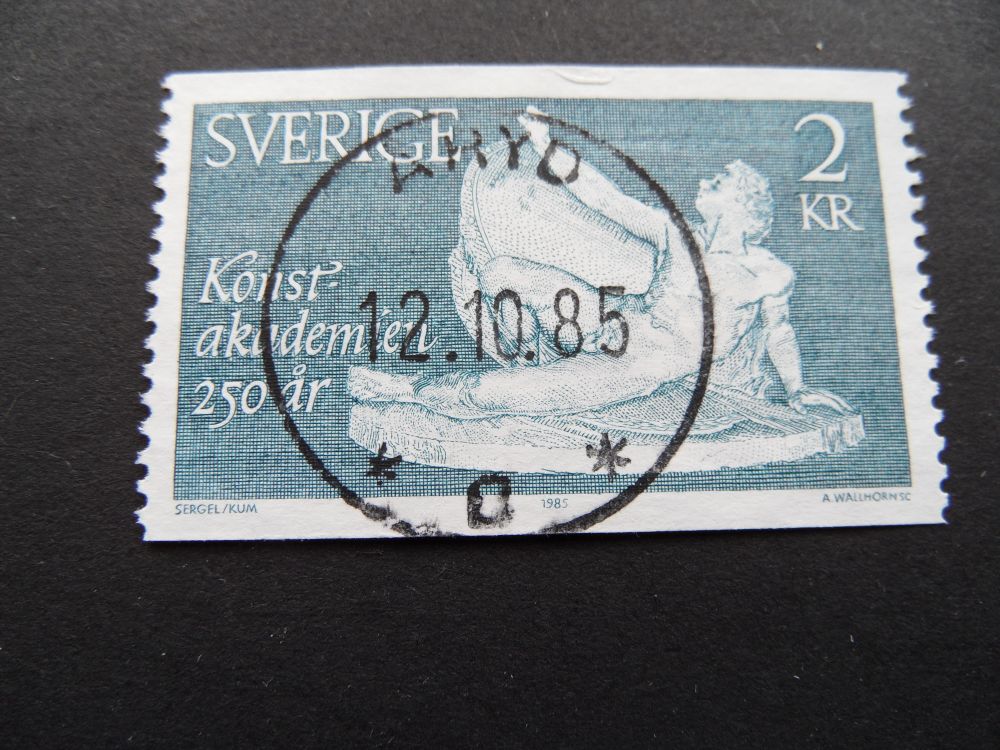 SVERIGE
2
KR
Konst-
akademien
250 år
12.10.85
* *
SERGEL/KUM
1985
A. WALLHORN SC